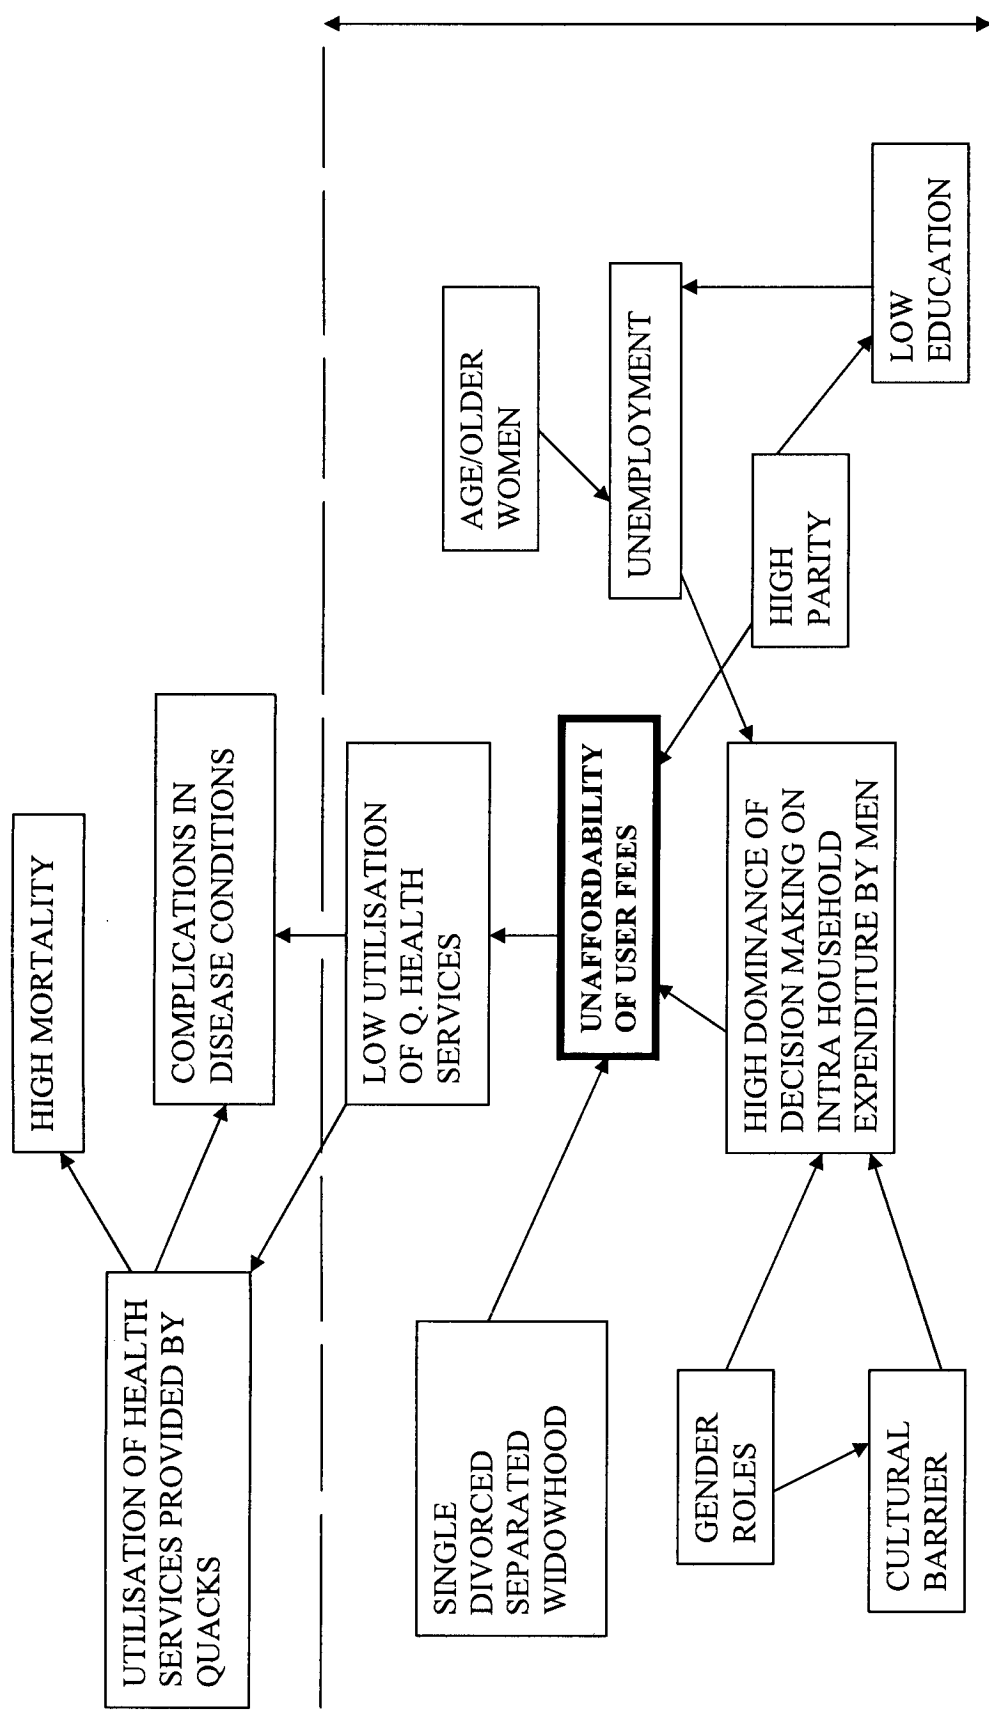 HIGH MORTALITY
UTILISATION OF HEALTH
SERVICES PROVIDED BY
QUACKS
COMPLICATIONS IN
DISEASE CONDITIONS
LOW UTILISATION
OF Q. HEALTH
SERVICES
SINGLE
DIVORCED
SEPARATED
WIDOWHOOD
AGE/OLDER
WOMEN
UNAFFORDABILITY
OF USER FEES
UNEMPLOYMENT
GENDER
ROLES
HIGH DOMINANCE OF
DECISION MAKING ON
INTRA HOUSEHOLD
EXPENDITURE BY MEN
HIGH
PARITY
CULTURAL
BARRIER
LOW
EDUCATION